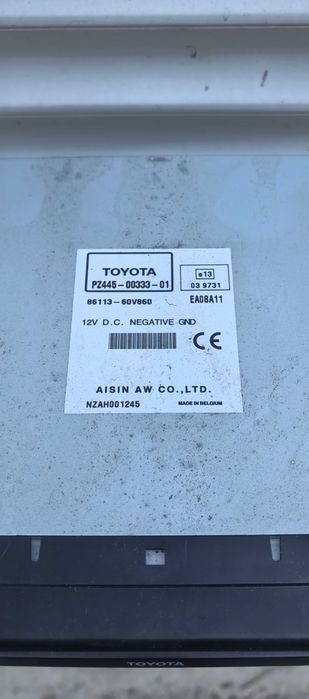 TOYOTA
PZ445-00333-01
e13
03 9731
86113-60V860
EA08A11
12V D.C. NEGATIVE GND
CE
AISIN AW CO.,LTD.
NZAH001245
MADE IN BELGIUM
TOYOTA